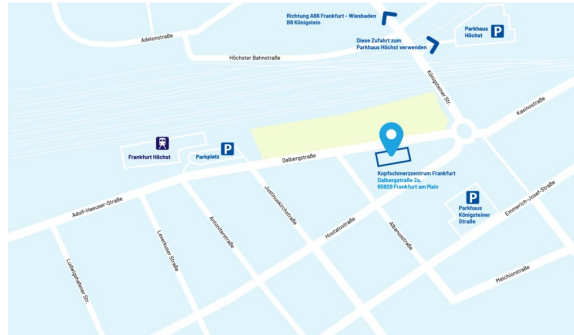 Richtung A66 Frankfurt - Wiesbaden
B8 Königstein
Adelonstraße
Diese Zufahrt zum
Parkhaus Höchst verwenden
Parkhaus
Höchst
P
Höchster Bahnstraße
Königsteiner Str.
Kasinostraße
Frankfurt Höchst
Parkplatz
P
Dalbergstraße
Kopfschmerzzentrum Frankfurt
Dalbergstraße 2a,
65929 Frankfurt am Main
P
Parkhaus
Königsteiner
Straße
Adolf-Haeuser-Straße
Justinuskirchstraße
Emmerich-Josef-Straße
Antoniterstraße
Hostatostraße
Albanusstraße
Leverkuser Straße
Ludwigshafener Str.
Melchiorstraße